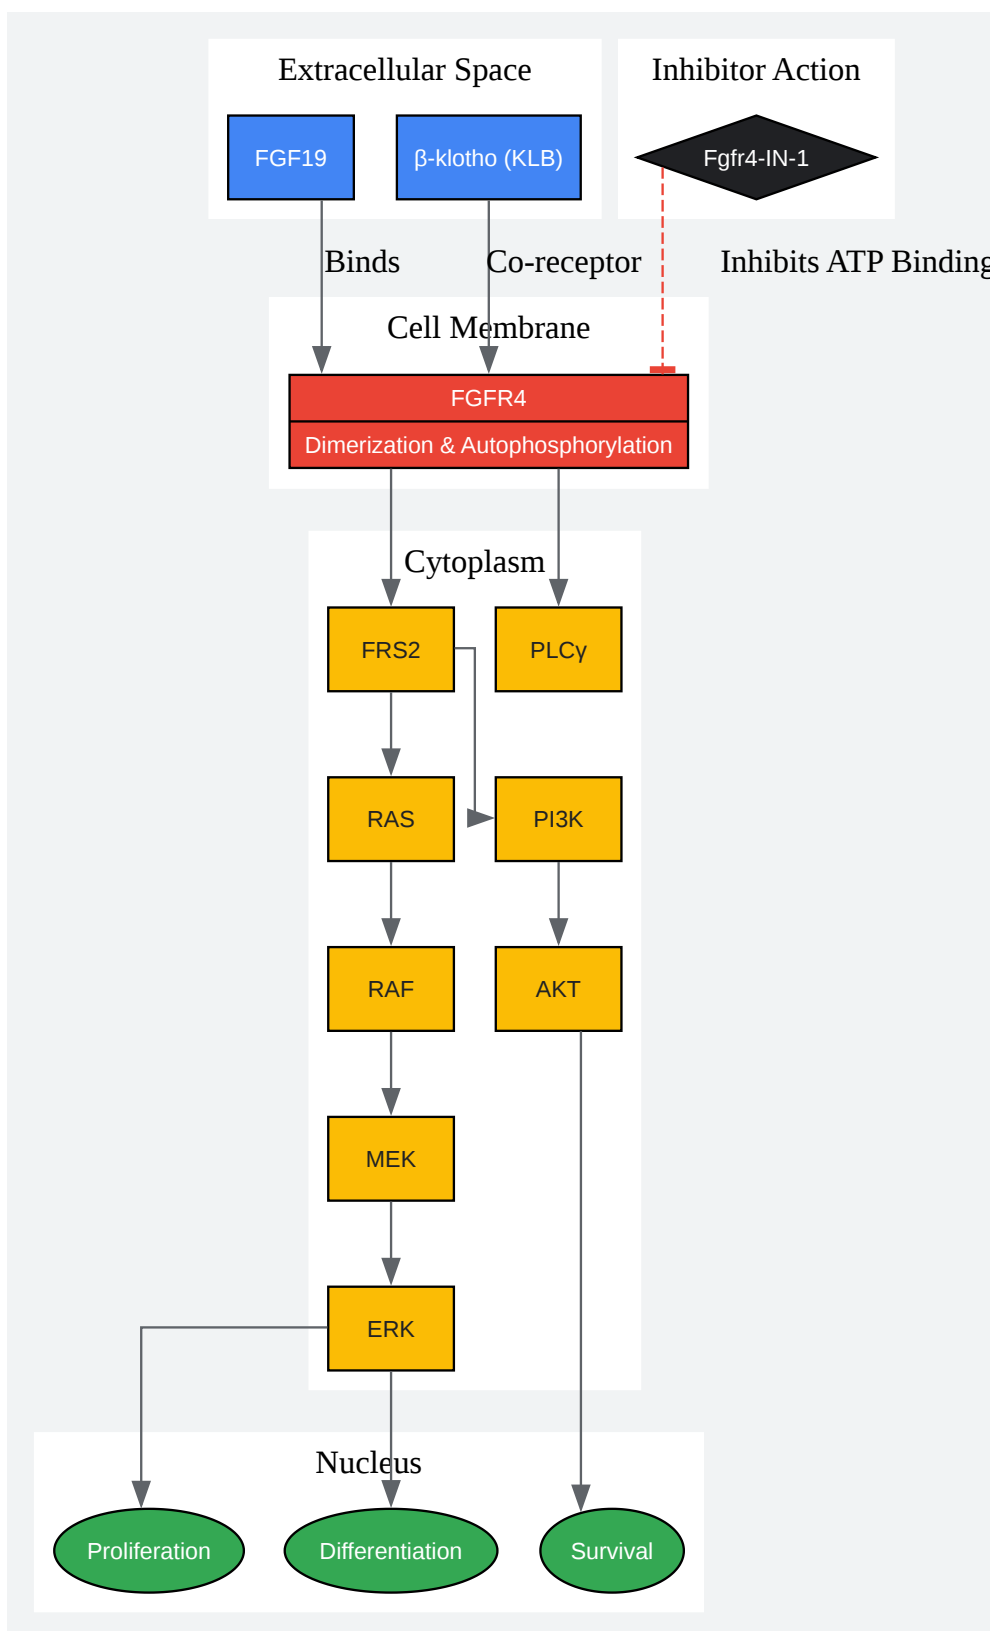 Extracellular Space
Inhibitor Action
FGF19
β-klotho (KLB)
Fgfr4-IN-1
Binds
Co-receptor
Inhibits ATP Binding
Cell Membrane
FGFR4
Dimerization & Autophosphorylation
Cytoplasm
FRS2
PLCγ
RAS
PI3K
RAF
AKT
MEK
ERK
Nucleus
Proliferation
Differentiation
Survival